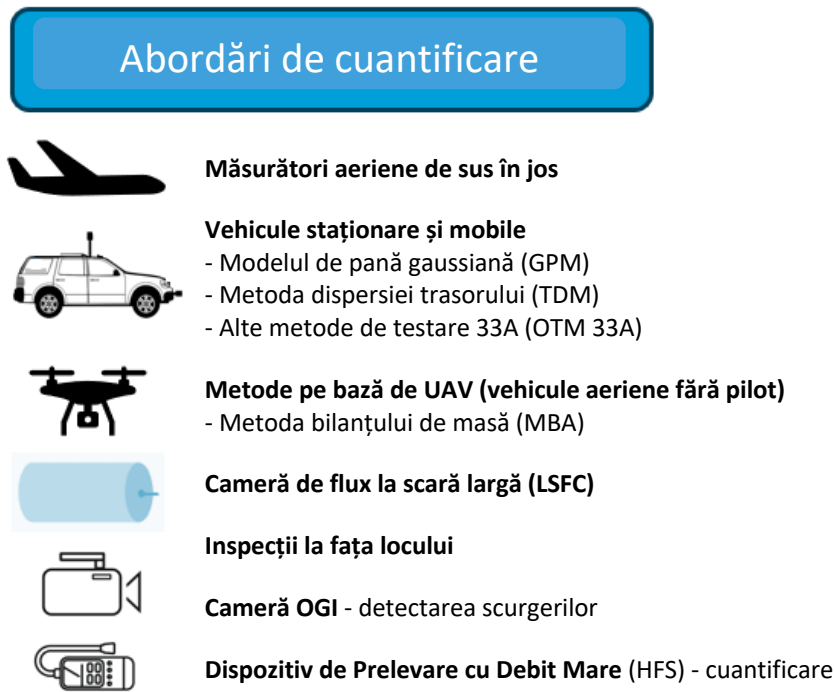 Abordări de cuantificare
Măsurători aeriene de sus în jos
Vehicule staționare și mobile
- Modelul de pană gaussiană (GPM)
- Metoda dispersiei trasorului (TDM)
- Alte metode de testare 33A (OTM 33A)
Metode pe bază de UAV (vehicule aeriene fără pilot)
- Metoda bilanțului de masă (MBA)
Cameră de flux la scară largă (LSFC)
Inspecții la fața locului
Cameră OGI - detectarea scurgerilor
Dispozitiv de Prelevare cu Debit Mare (HFS) - cuantificare